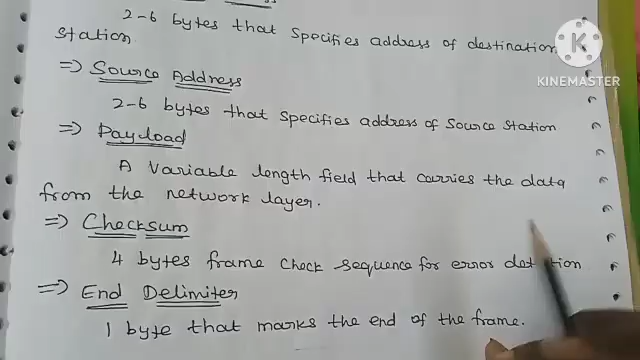 2-6 bytes that specifies address of destination
station.
⇒ Source Address
2-6 bytes that specifies address of source station
⇒ Payload
A variable length field that carries the data
from the network layer.
⇒ Checksum
4 bytes frame check sequence for error detection
⇒ End Delimiter
1 byte that marks the end of the frame.
KINEMASTER